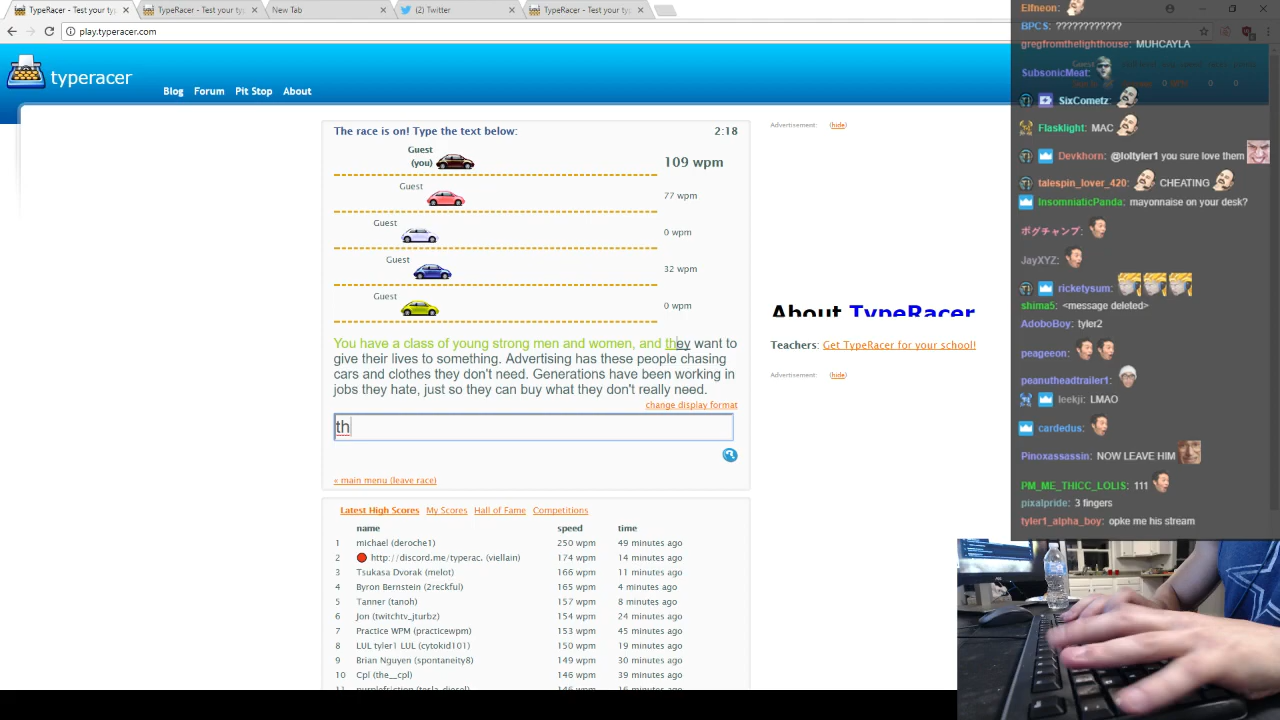 TypeRacer - Test your ty
TypeRacer - Test your ty
New Tab
(2) Twitter
TypeRacer - Test your ty
play.typeracer.com
typeracer
Blog
Forum
Pit Stop
About
The race is on! Type the text below:
2:18
Guest
(you)
109 wpm
Guest
77 wpm
Guest
0 wpm
Guest
32 wpm
Guest
0 wpm
You have a class of young strong men and women, and they want to
give their lives to something. Advertising has these people chasing
cars and clothes they don't need. Generations have been working in
jobs they hate, just so they can buy what they don't really need.
change display format
th
« main menu (leave race)
Latest High Scores My Scores Hall of Fame Competitions
name speed time
1 michael (deroche1) 250 wpm 49 minutes ago
2 http://discord.me/typerac. (viellain) 174 wpm 14 minutes ago
3 Tsukasa Dvorak (melot) 166 wpm 11 minutes ago
4 Byron Bernstein (2reckful) 165 wpm 4 minutes ago
5 Tanner (tanoh) 157 wpm 8 minutes ago
6 Jon (twitchtv_jturbz) 154 wpm 24 minutes ago
7 Practice WPM (practicewpm) 153 wpm 45 minutes ago
8 LUL tyler1 LUL (cytokid101) 150 wpm 19 minutes ago
9 Brian Nguyen (spontaneity8) 149 wpm 30 minutes ago
10 Cpl (the__cpl) 146 wpm 39 minutes ago
Advertisement: (hide)
About TypeRacer
Teachers: Get TypeRacer for your school!
Advertisement: (hide)
Elfneon:
BPCS: ????????????
gregfromthelighthouse: MUHCAYLA
SubsonicMeat:
SixCometz:
Flasklight: MAC
Devkhorn: @loltyler1 you sure love them
talespin_lover_420: CHEATING
InsomniaticPanda: mayonnaise on your desk?
ポグチャンプ:
JayXYZ:
ricketysum:
shima5: <message deleted>
AdoboBoy: tyler2
peageeon:
peanutheadtrailer1:
leekji: LMAO
cardedus:
Pinoxassassin: NOW LEAVE HIM
PM_ME_THICC_LOLIS: 111
pixalpride: 3 fingers
tyler1_alpha_boy: opke me his stream